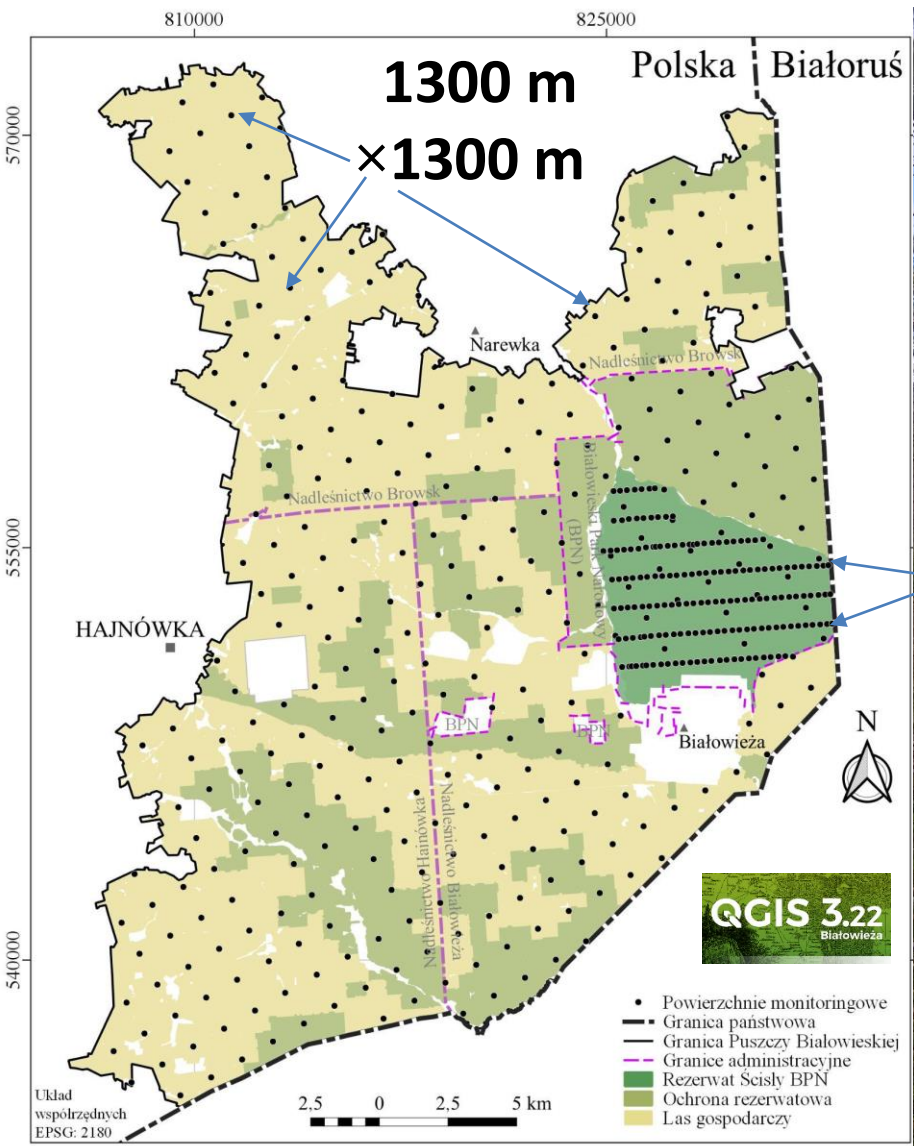 810000
825000
Polska
Białoruś
1300 m
×1300 m
570000
Narewka
Nadleśnictwo Browsk
Nadleśnictwo Browsk
Białowieski Park Narodowy
(BPN)
555000
HAJNÓWKA
BPN
BPN
Białowieża
N
Nadleśnictwo Hajnówka
Nadleśnictwo Białowieża
QGIS 3.22
Białowieża
540000
Powierzchnie monitoringowe
Granica państwowa
Granica Puszczy Białowieskiej
Granice administracyjne
Rezerwat Ścisły BPN
Ochrona rezerwatowa
Las gospodarczy
Układ
współrzędnych
EPSG: 2180
2,5 0 2,5 5 km